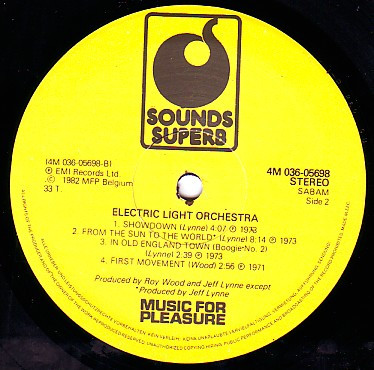 SOUNDS
SUPERB
I4M 036-05698-BI
℗ EMI Records Ltd.
© 1982 MFP Belgium
33 T.
4M 036-05698
STEREO
SABAM
Side 2
ELECTRIC LIGHT ORCHESTRA
1. SHOWDOWN (Lynne) 4:07 ℗ 1973
2. FROM THE SUN TO THE WORLD* (Lynne) 8:14 ℗ 1973
3. IN OLD ENGLAND TOWN (Boogie No. 2)
(Lynne) 2:39 ℗ 1973
4. FIRST MOVEMENT (Wood) 2:56 ℗ 1971
Produced by Roy Wood and Jeff Lynne except
*Produced by Jeff Lynne
MUSIC FOR
PLEASURE